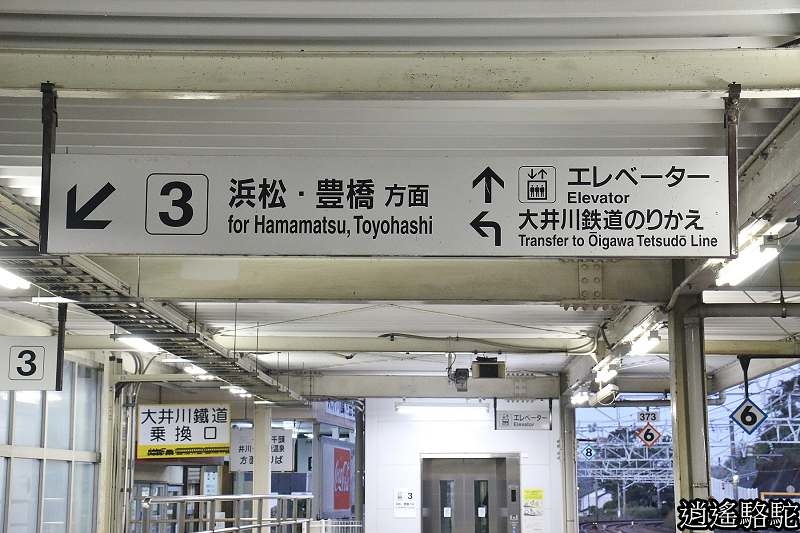 3
浜松・豊橋 方面
for Hamamatsu, Toyohashi
エレベーター
Elevator
大井川鉄道のりかえ
Transfer to Ōigawa Tetsudō Line
3
大井川鐵道
乗換口
エレベーター
373
6
6
8
3
逍遙駱駝